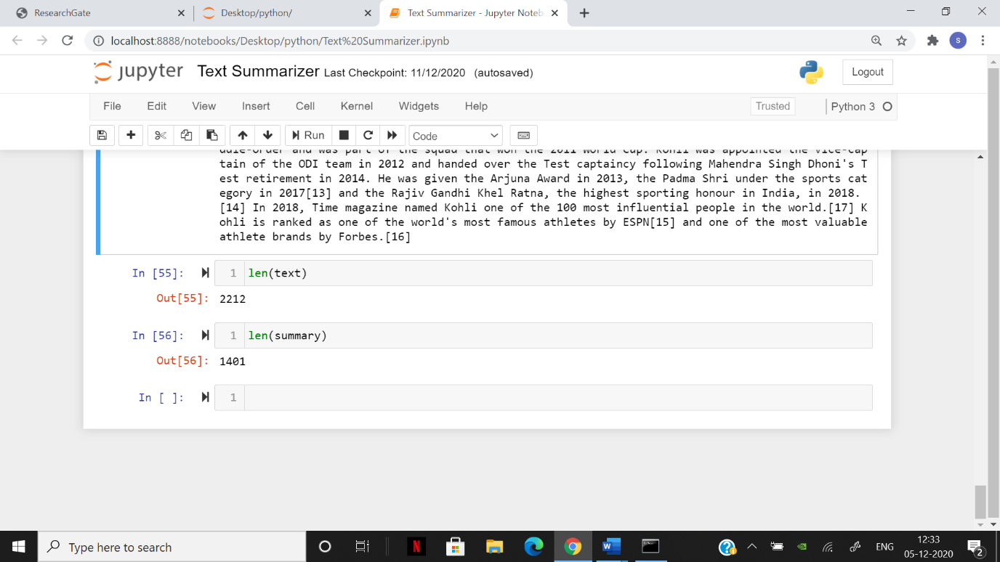 ResearchGate
Desktop/python/
Text Summarizer - Jupyter Noteb
localhost:8888/notebooks/Desktop/python/Text%20Summarizer.ipynb
S
jupyter Text Summarizer Last Checkpoint: 11/12/2020 (autosaved)
Logout
File Edit View Insert Cell Kernel Widgets Help
Trusted Python 3
Run Code
ddle-order and was part of the squad that won the 2011 World Cup. Kohli was appointed the vice-cap
tain of the ODI team in 2012 and handed over the Test captaincy following Mahendra Singh Dhoni's T
est retirement in 2014. He was given the Arjuna Award in 2013, the Padma Shri under the sports cat
egory in 2017[13] and the Rajiv Gandhi Khel Ratna, the highest sporting honour in India, in 2018.
[14] In 2018, Time magazine named Kohli one of the 100 most influential people in the world.[17] K
ohli is ranked as one of the world's most famous athletes by ESPN[15] and one of the most valuable
athlete brands by Forbes.[16]
In [55]: 1 len(text)
Out[55]: 2212
In [56]: 1 len(summary)
Out[56]: 1401
In [ ]: 1
Type here to search
N
W
ENG
12:33
05-12-2020
2